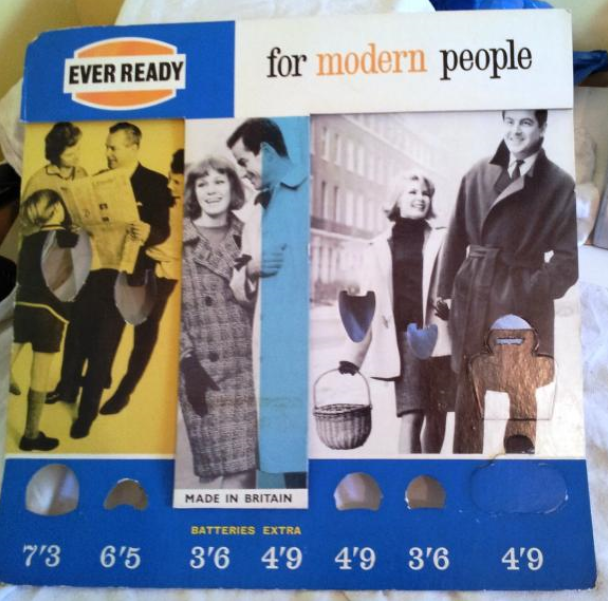 EVER READY
for modern people
MADE IN BRITAIN
BATTERIES EXTRA
7'3 6'5 3'6 4'9 4'9 3'6 4'9